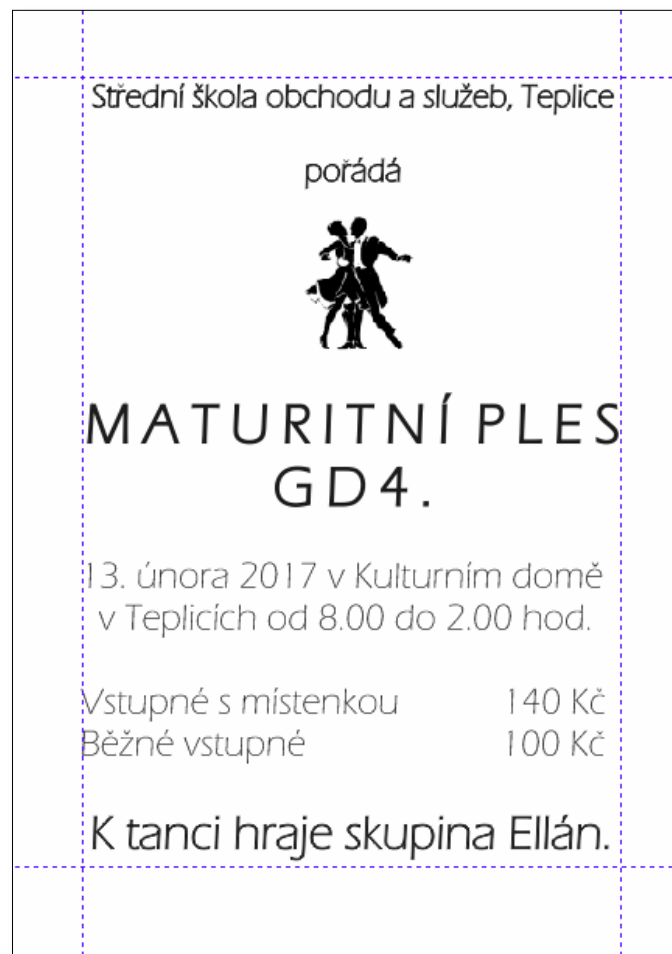 Střední škola obchodu a služeb, Teplice
pořádá
MATURITNÍ PLES
GD4.
13. února 2017 v Kulturním domě
v Teplicích od 8.00 do 2.00 hod.
Vstupné s místenkou 140 Kč
Běžné vstupné 100 Kč
K tanci hraje skupina Ellán.